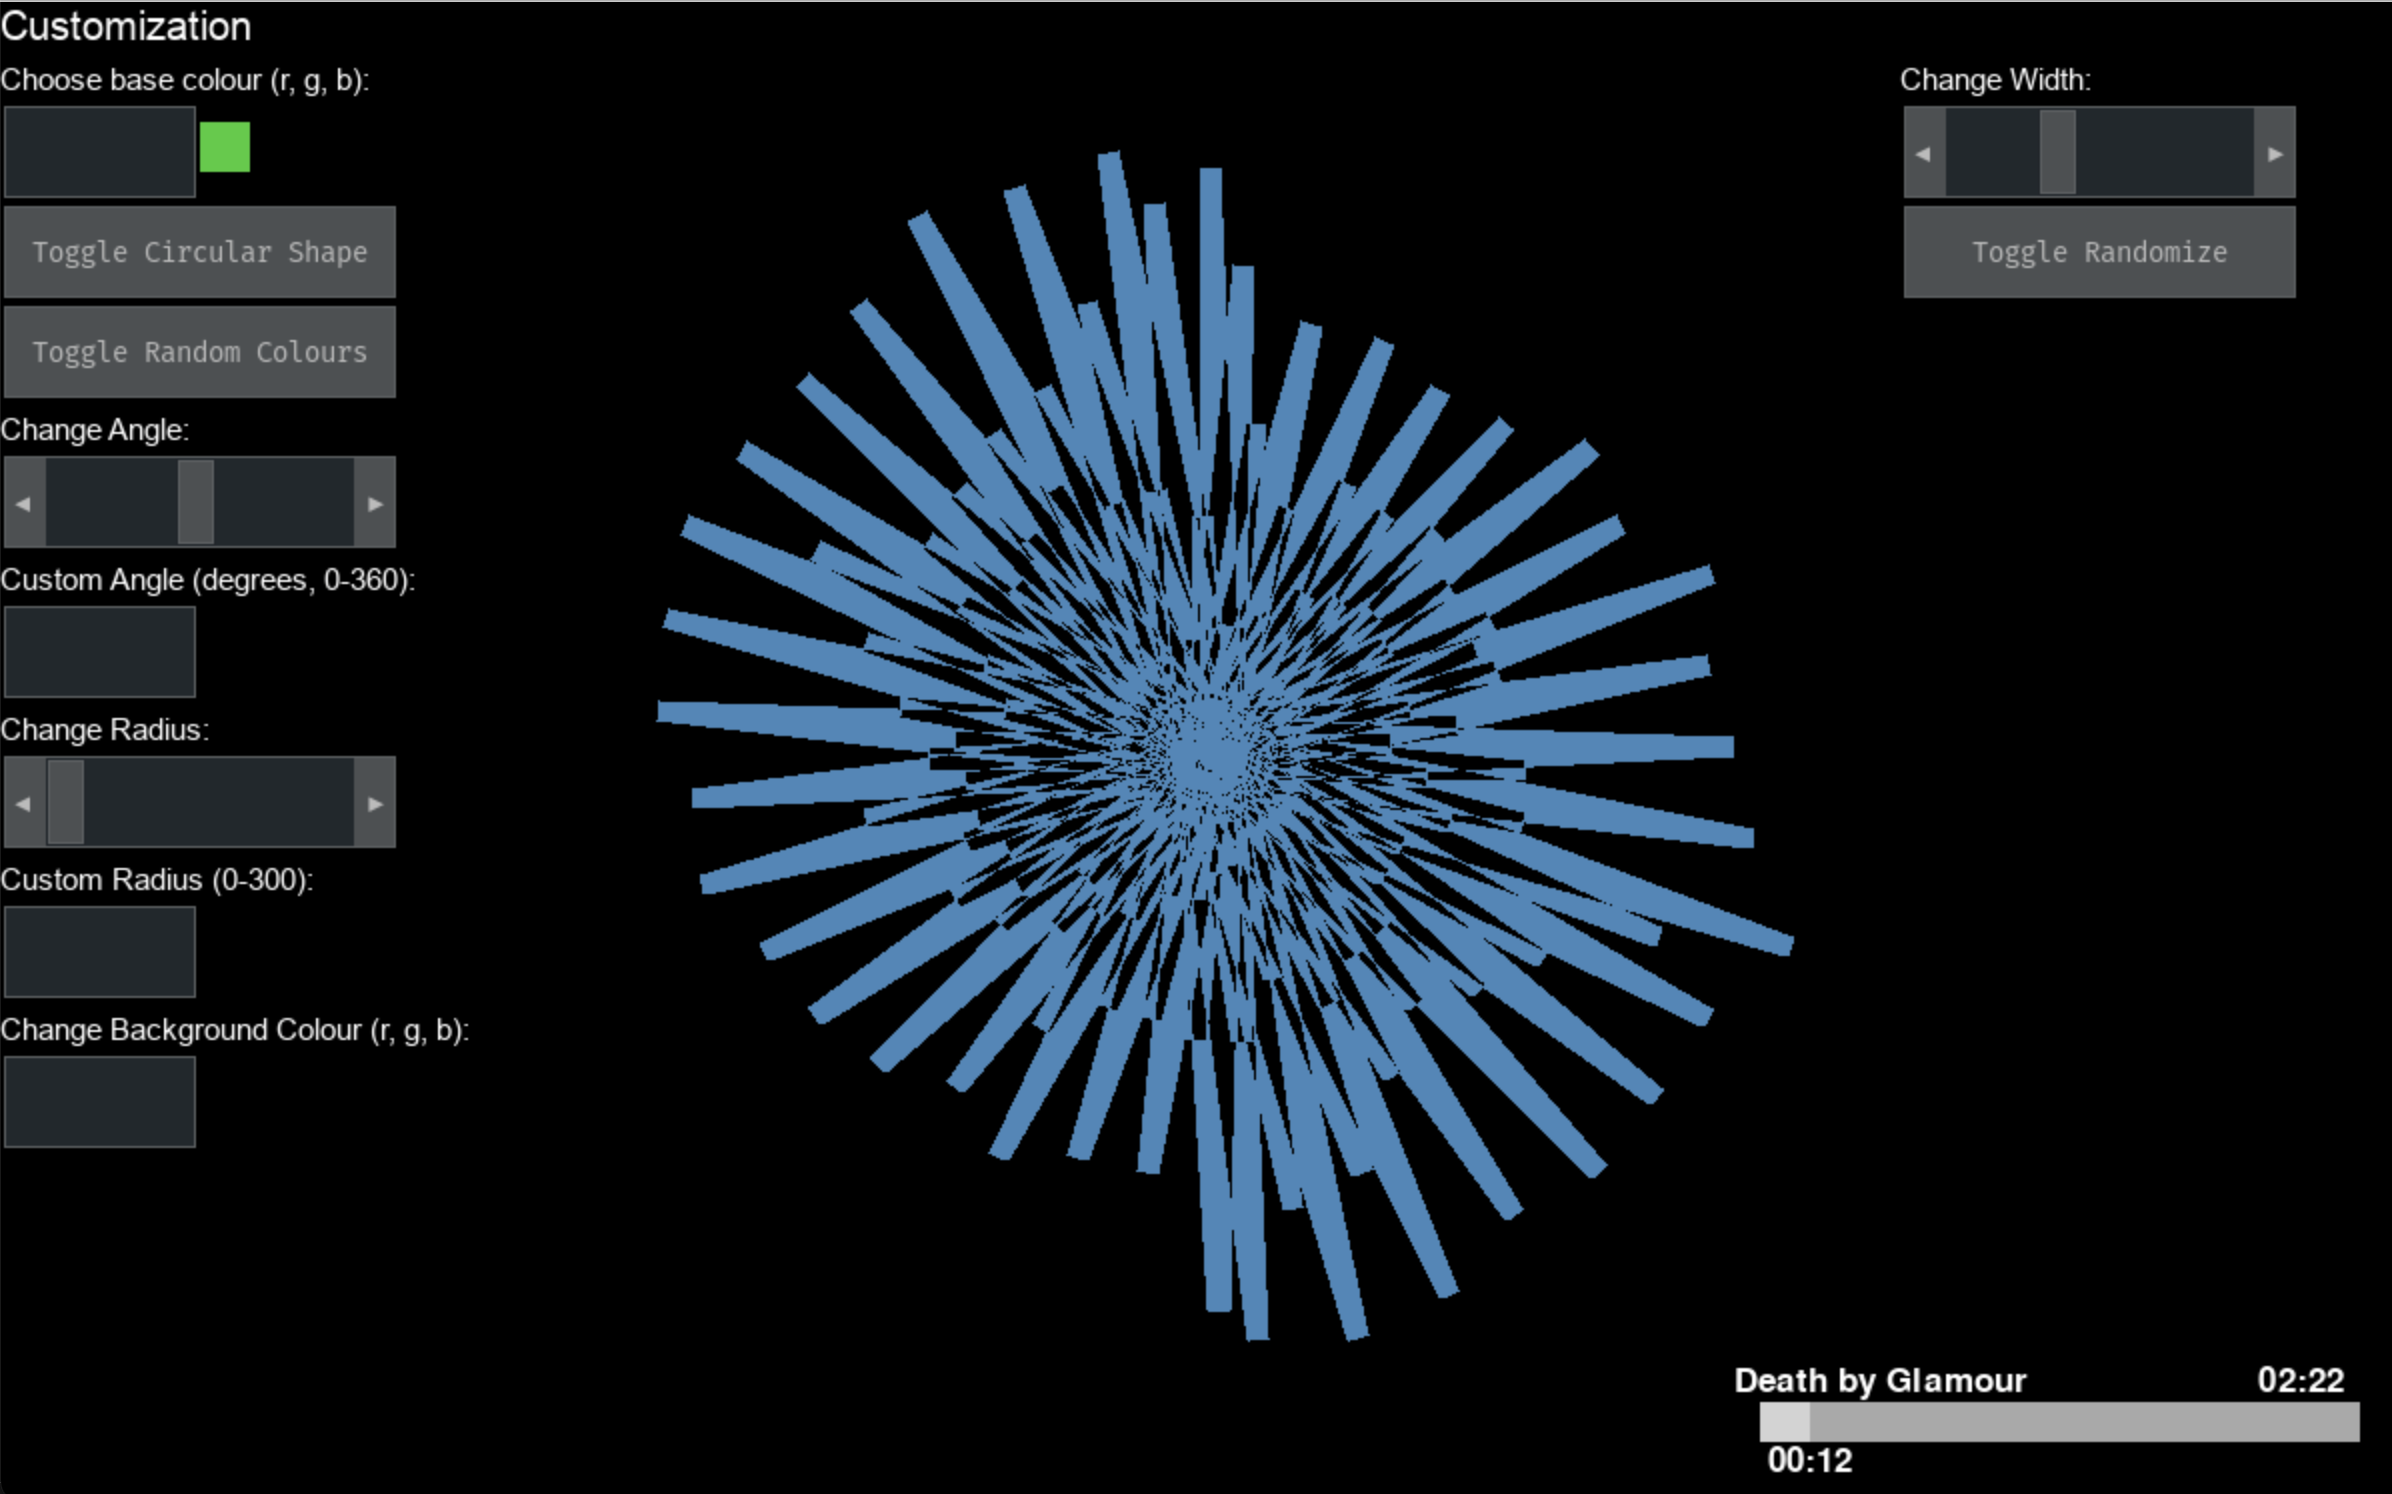 Customization
Choose base colour (r, g, b):
Toggle Circular Shape
Toggle Random Colours
Change Angle:
Custom Angle (degrees, 0-360):
Change Radius:
Custom Radius (0-300):
Change Background Colour (r, g, b):
Change Width:
Toggle Randomize
Death by Glamour 02:22
00:12